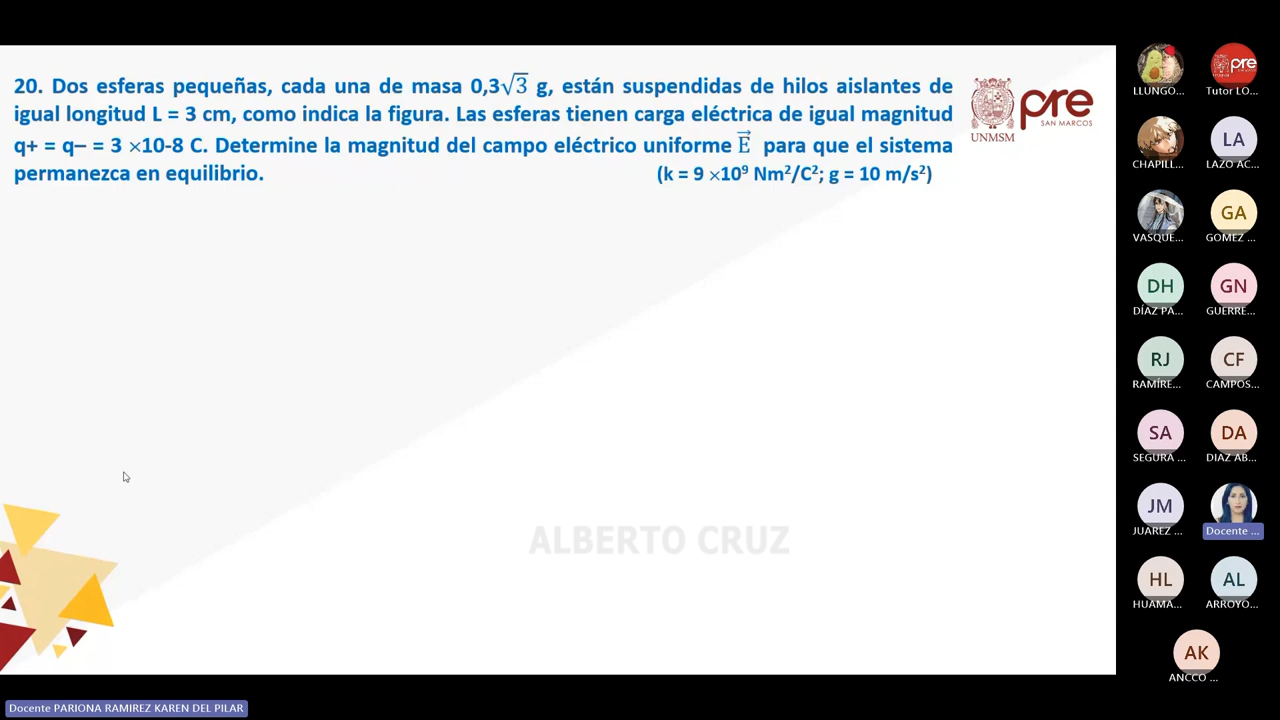 20. Dos esferas pequeñas, cada una de masa 0,3√3 g, están suspendidas de hilos aislantes de
igual longitud L = 3 cm, como indica la figura. Las esferas tienen carga eléctrica de igual magnitud
q+ = q– = 3 ×10-8 C. Determine la magnitud del campo eléctrico uniforme E⃗ para que el sistema
permanezca en equilibrio. (k = 9 ×10⁹ Nm²/C²; g = 10 m/s²)
UNMSM
pre
SAN MARCOS
ALBERTO CRUZ
LLUNGO...
pre
Tutor LO...
CHAPILL...
LA
LAZO AC...
VASQUE...
GA
GOMEZ ...
DH
DÍAZ PA...
GN
GUERRE...
RJ
RAMÍRE...
CF
CAMPOS...
SA
SEGURA ...
DA
DIAZ AB...
JM
JUAREZ ...
Docente ...
HL
HUAMA...
AL
ARROYO...
AK
ANCCO ...
Docente PARIONA RAMIREZ KAREN DEL PILAR